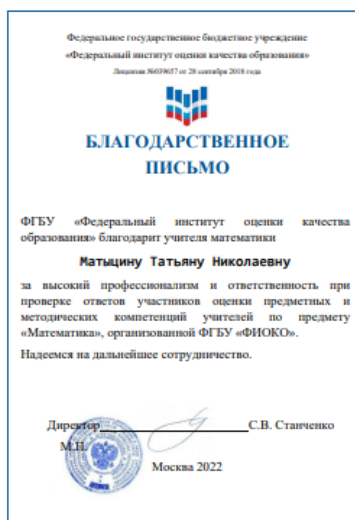 Федеральное государственное бюджетное учреждение
«Федеральный институт оценки качества образования»
Лицензия №039657 от 28 сентября 2018 года
БЛАГОДАРСТВЕННОЕ
ПИСЬМО
ФГБУ «Федеральный институт оценки качества
образования» благодарит учителя математики
Матыцину Татьяну Николаевну
за высокий профессионализм и ответственность при
проверке ответов участников оценки предметных и
методических компетенций учителей по предмету
«Математика», организованной ФГБУ «ФИОКО».
Надеемся на дальнейшее сотрудничество.
Директор С.В. Станченко
М.П.
Москва 2022